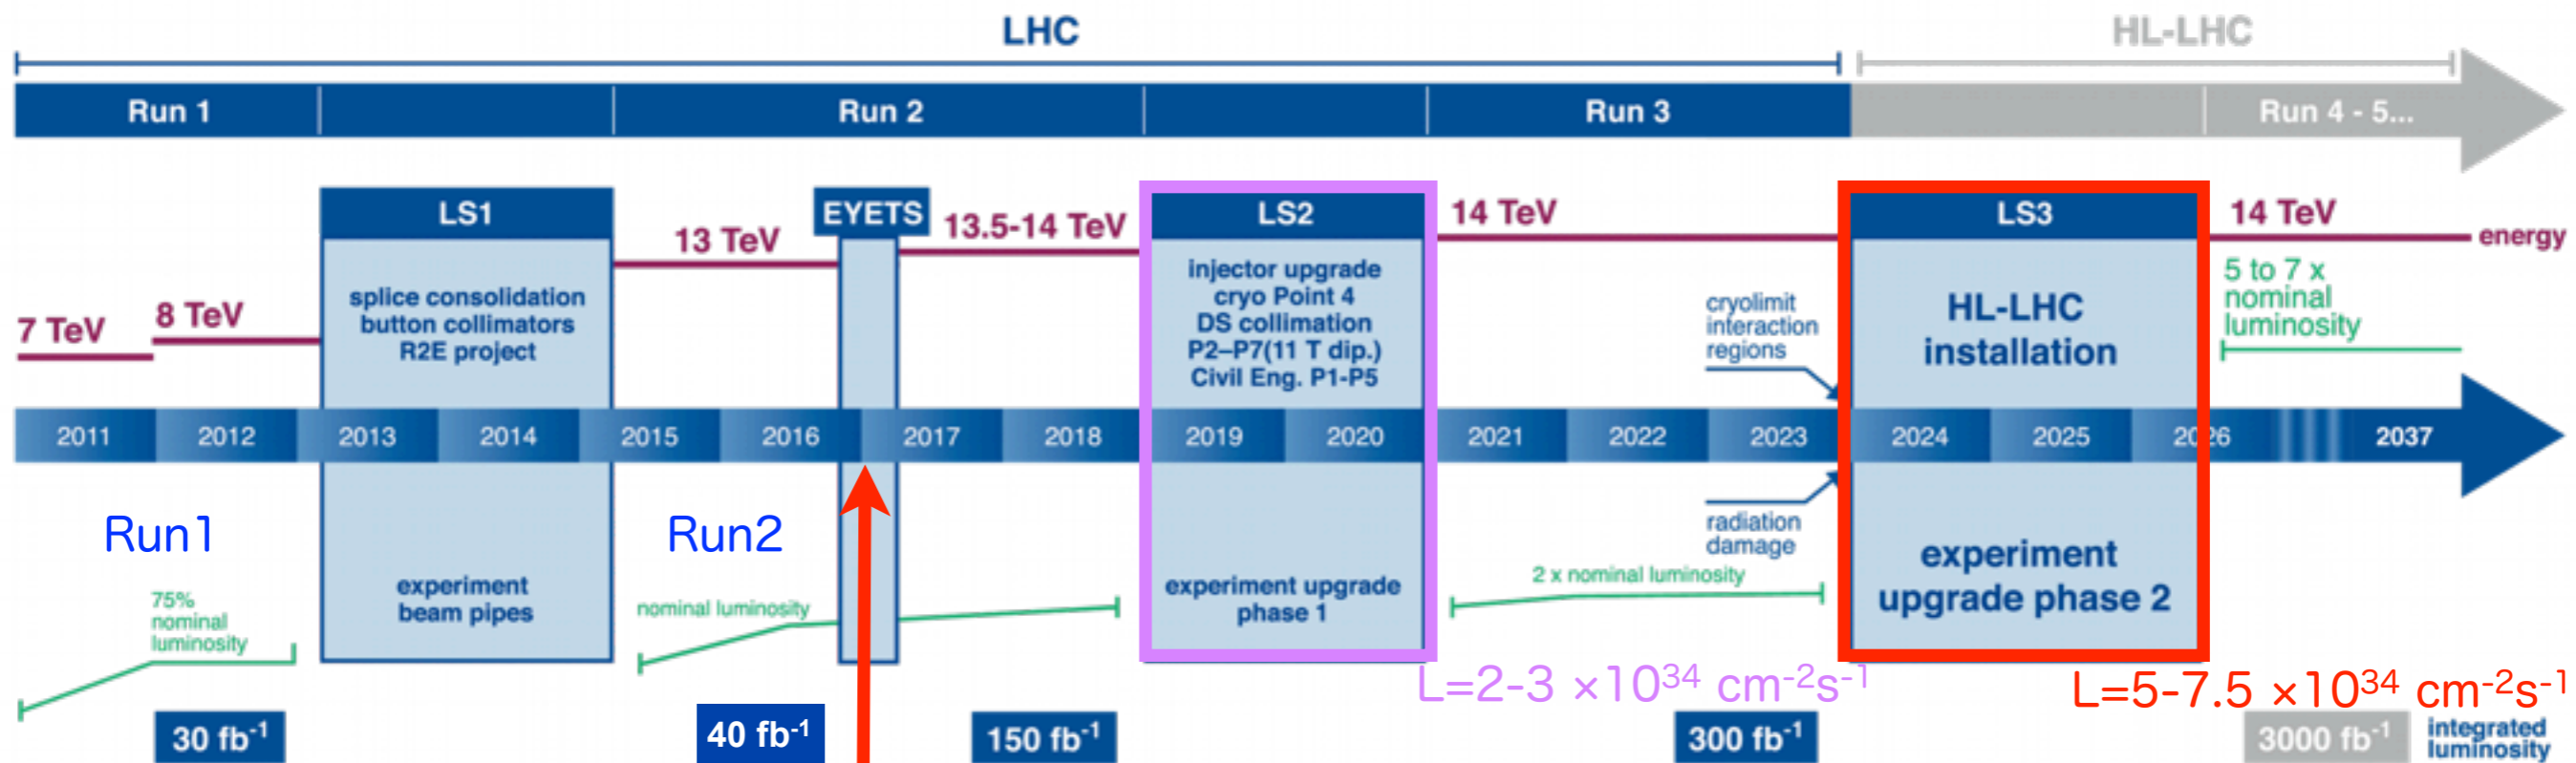 LHC
HL-LHC
Run 1
Run 2
Run 3
Run 4 - 5...
LS1
EYETS
LS2
LS3
7 TeV
8 TeV
13 TeV
13.5-14 TeV
14 TeV
14 TeV
energy
splice consolidation
button collimators
R2E project
injector upgrade
cryo Point 4
DS collimation
P2–P7(11 T dip.)
Civil Eng. P1-P5
cryolimit
interaction
regions
HL-LHC
installation
5 to 7 x
nominal
luminosity
2011
2012
2013
2014
2015
2016
2017
2018
2019
2020
2021
2022
2023
2024
2025
2026
2037
Run1
Run2
radiation
damage
75%
nominal
luminosity
experiment
beam pipes
nominal luminosity
experiment upgrade
phase 1
2 x nominal luminosity
experiment
upgrade phase 2
L=2-3 ×10³⁴ cm⁻²s⁻¹
L=5-7.5 ×10³⁴ cm⁻²s⁻¹
30 fb⁻¹
40 fb⁻¹
150 fb⁻¹
300 fb⁻¹
3000 fb⁻¹
integrated
luminosity